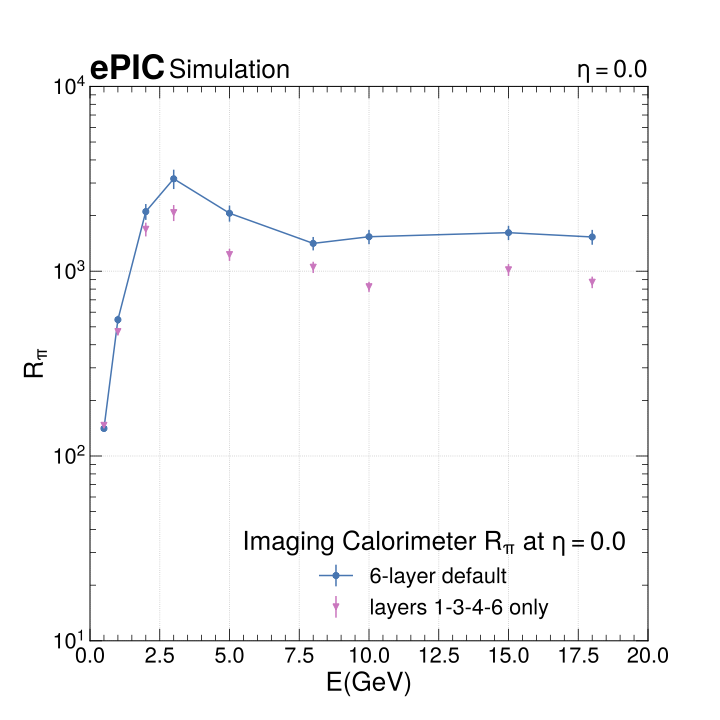 ePIC Simulation η = 0.0
10⁴
10³
10²
10¹
R_π
Imaging Calorimeter R_π at η = 0.0
6-layer default
layers 1-3-4-6 only
0.0 2.5 5.0 7.5 10.0 12.5 15.0 17.5 20.0
E(GeV)